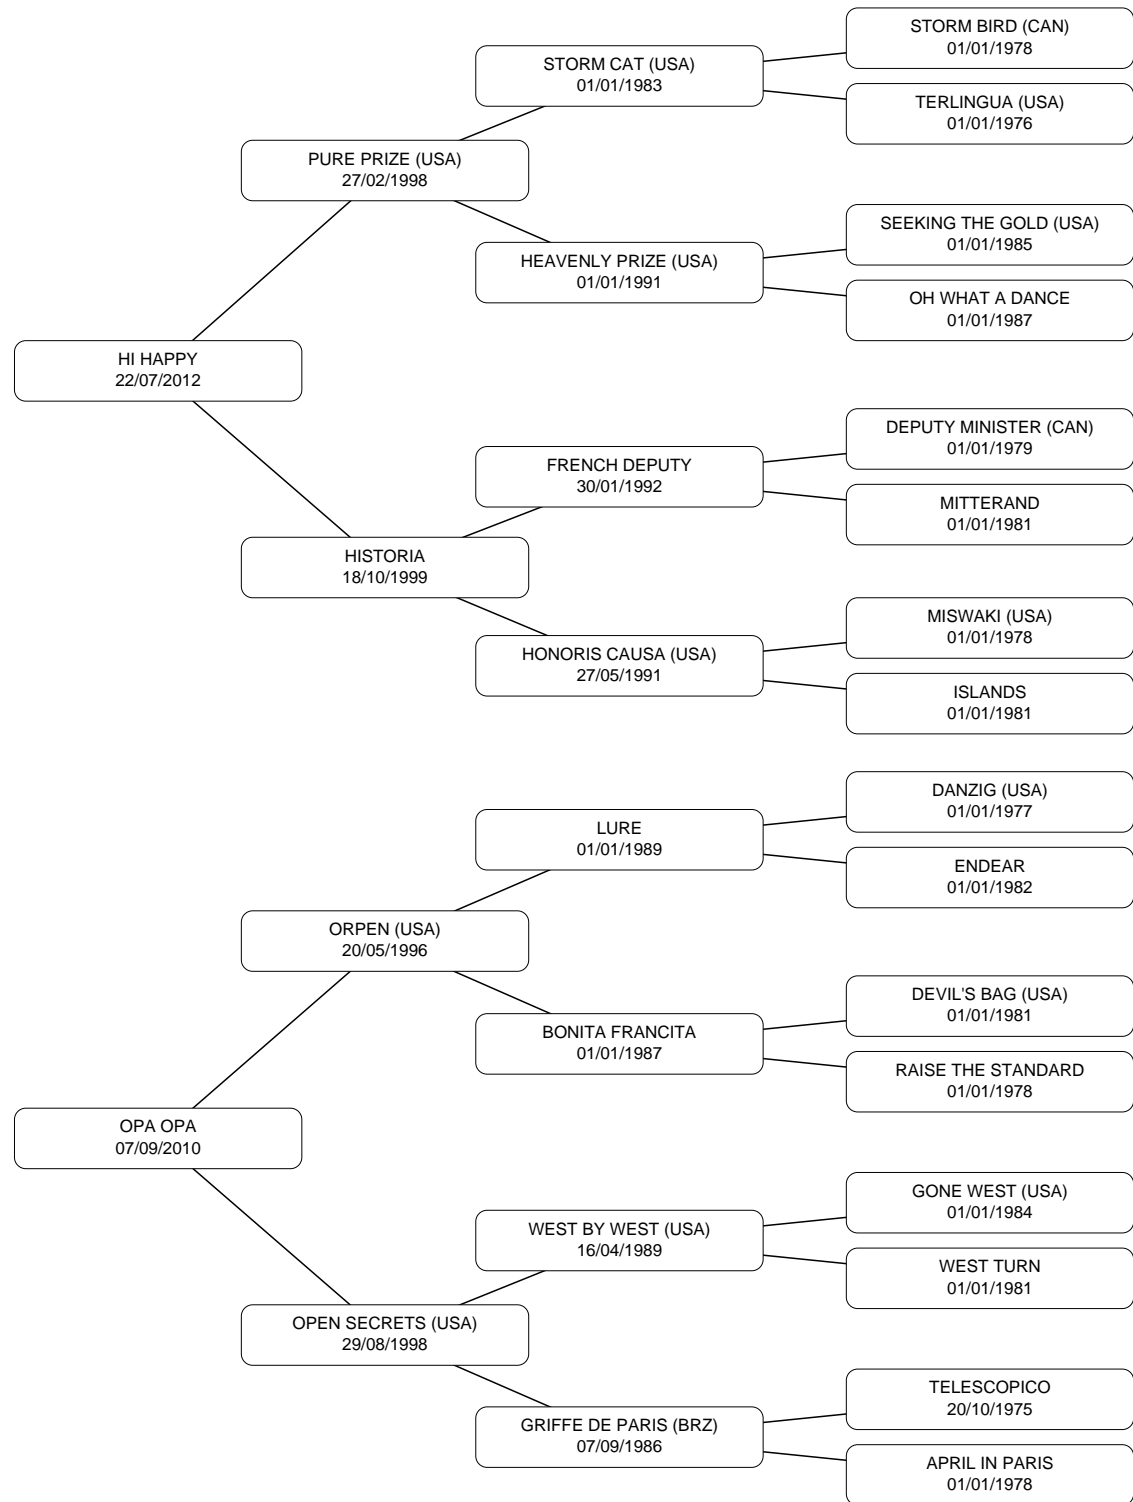 STORM BIRD (CAN)
01/01/1978
STORM CAT (USA)
01/01/1983
TERLINGUA (USA)
01/01/1976
PURE PRIZE (USA)
27/02/1998
SEEKING THE GOLD (USA)
01/01/1985
HEAVENLY PRIZE (USA)
01/01/1991
OH WHAT A DANCE
01/01/1987
HI HAPPY
22/07/2012
DEPUTY MINISTER (CAN)
01/01/1979
FRENCH DEPUTY
30/01/1992
MITTERAND
01/01/1981
HISTORIA
18/10/1999
MISWAKI (USA)
01/01/1978
HONORIS CAUSA (USA)
27/05/1991
ISLANDS
01/01/1981
DANZIG (USA)
01/01/1977
LURE
01/01/1989
ENDEAR
01/01/1982
ORPEN (USA)
20/05/1996
DEVIL'S BAG (USA)
01/01/1981
BONITA FRANCITA
01/01/1987
RAISE THE STANDARD
01/01/1978
OPA OPA
07/09/2010
GONE WEST (USA)
01/01/1984
WEST BY WEST (USA)
16/04/1989
WEST TURN
01/01/1981
OPEN SECRETS (USA)
29/08/1998
TELESCOPICO
20/10/1975
GRIFFE DE PARIS (BRZ)
07/09/1986
APRIL IN PARIS
01/01/1978